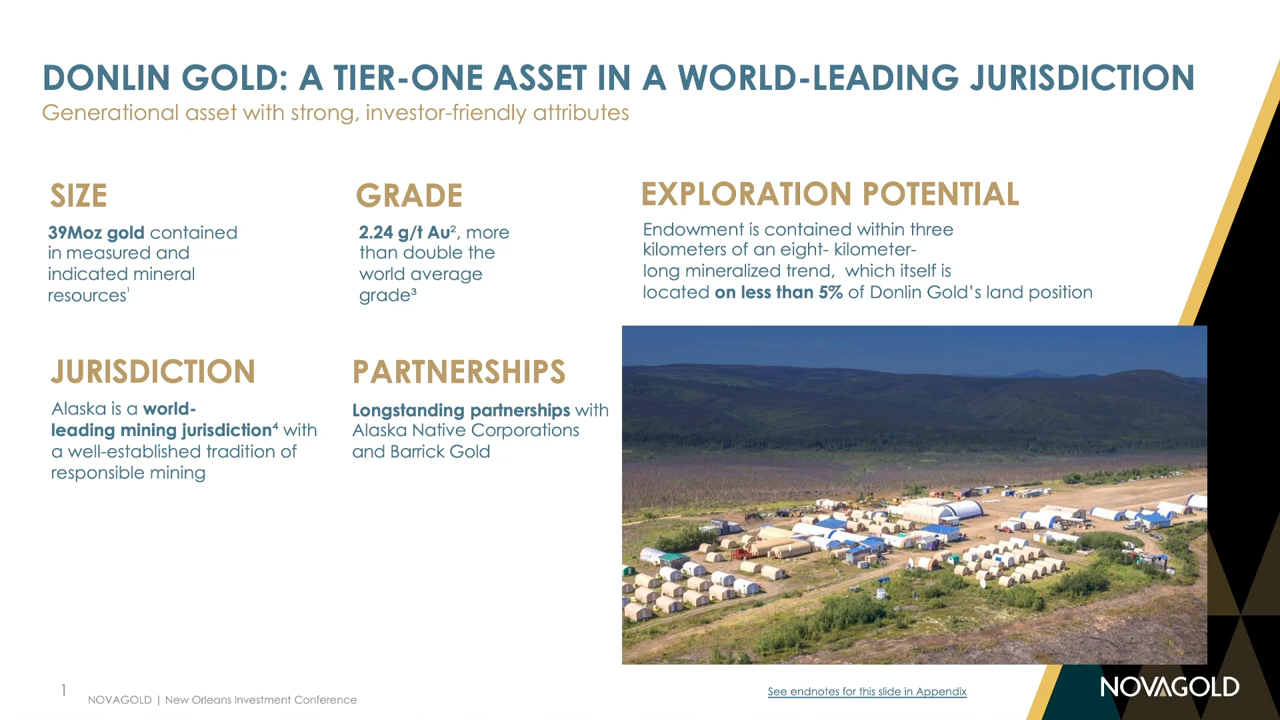 DONLIN GOLD: A TIER-ONE ASSET IN A WORLD-LEADING JURISDICTION
Generational asset with strong, investor-friendly attributes
SIZE
39Moz gold contained
in measured and
indicated mineral
resources¹
GRADE
2.24 g/t Au², more
than double the
world average
grade³
EXPLORATION POTENTIAL
Endowment is contained within three
kilometers of an eight- kilometer-
long mineralized trend, which itself is
located on less than 5% of Donlin Gold's land position
JURISDICTION
Alaska is a world-
leading mining jurisdiction⁴ with
a well-established tradition of
responsible mining
PARTNERSHIPS
Longstanding partnerships with
Alaska Native Corporations
and Barrick Gold
1
NOVAGOLD | New Orleans Investment Conference
See endnotes for this slide in Appendix
NOVAGOLD